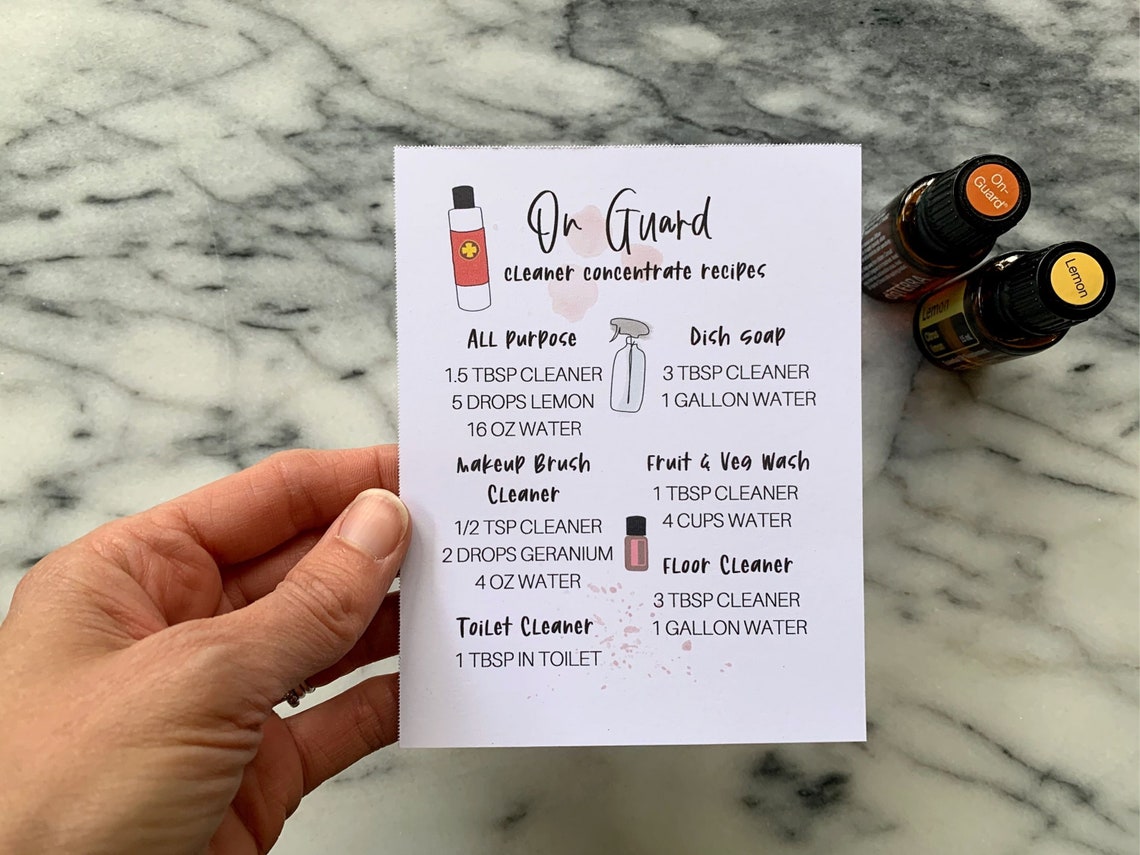 On Guard
cleaner concentrate recipes
All Purpose
1.5 TBSP CLEANER
5 DROPS LEMON
16 OZ WATER
Makeup Brush
Cleaner
1/2 TSP CLEANER
2 DROPS GERANIUM
4 OZ WATER
Toilet Cleaner
1 TBSP IN TOILET
Dish Soap
3 TBSP CLEANER
1 GALLON WATER
Fruit & Veg Wash
1 TBSP CLEANER
4 CUPS WATER
Floor Cleaner
3 TBSP CLEANER
1 GALLON WATER
On-
Guard®
Lemon
Lemon
Citrus
15 mL